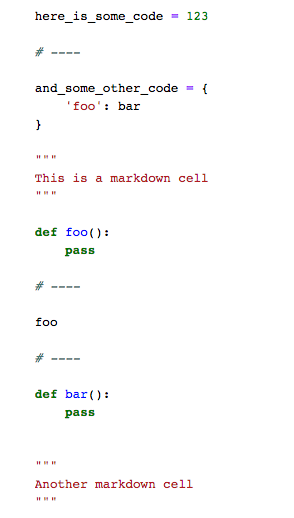 here_is_some_code = 123
# ----
and_some_other_code = {
    'foo': bar
}
"""
This is a markdown cell
"""
def foo():
    pass
# ----
foo
# ----
def bar():
    pass
"""
Another markdown cell
"""